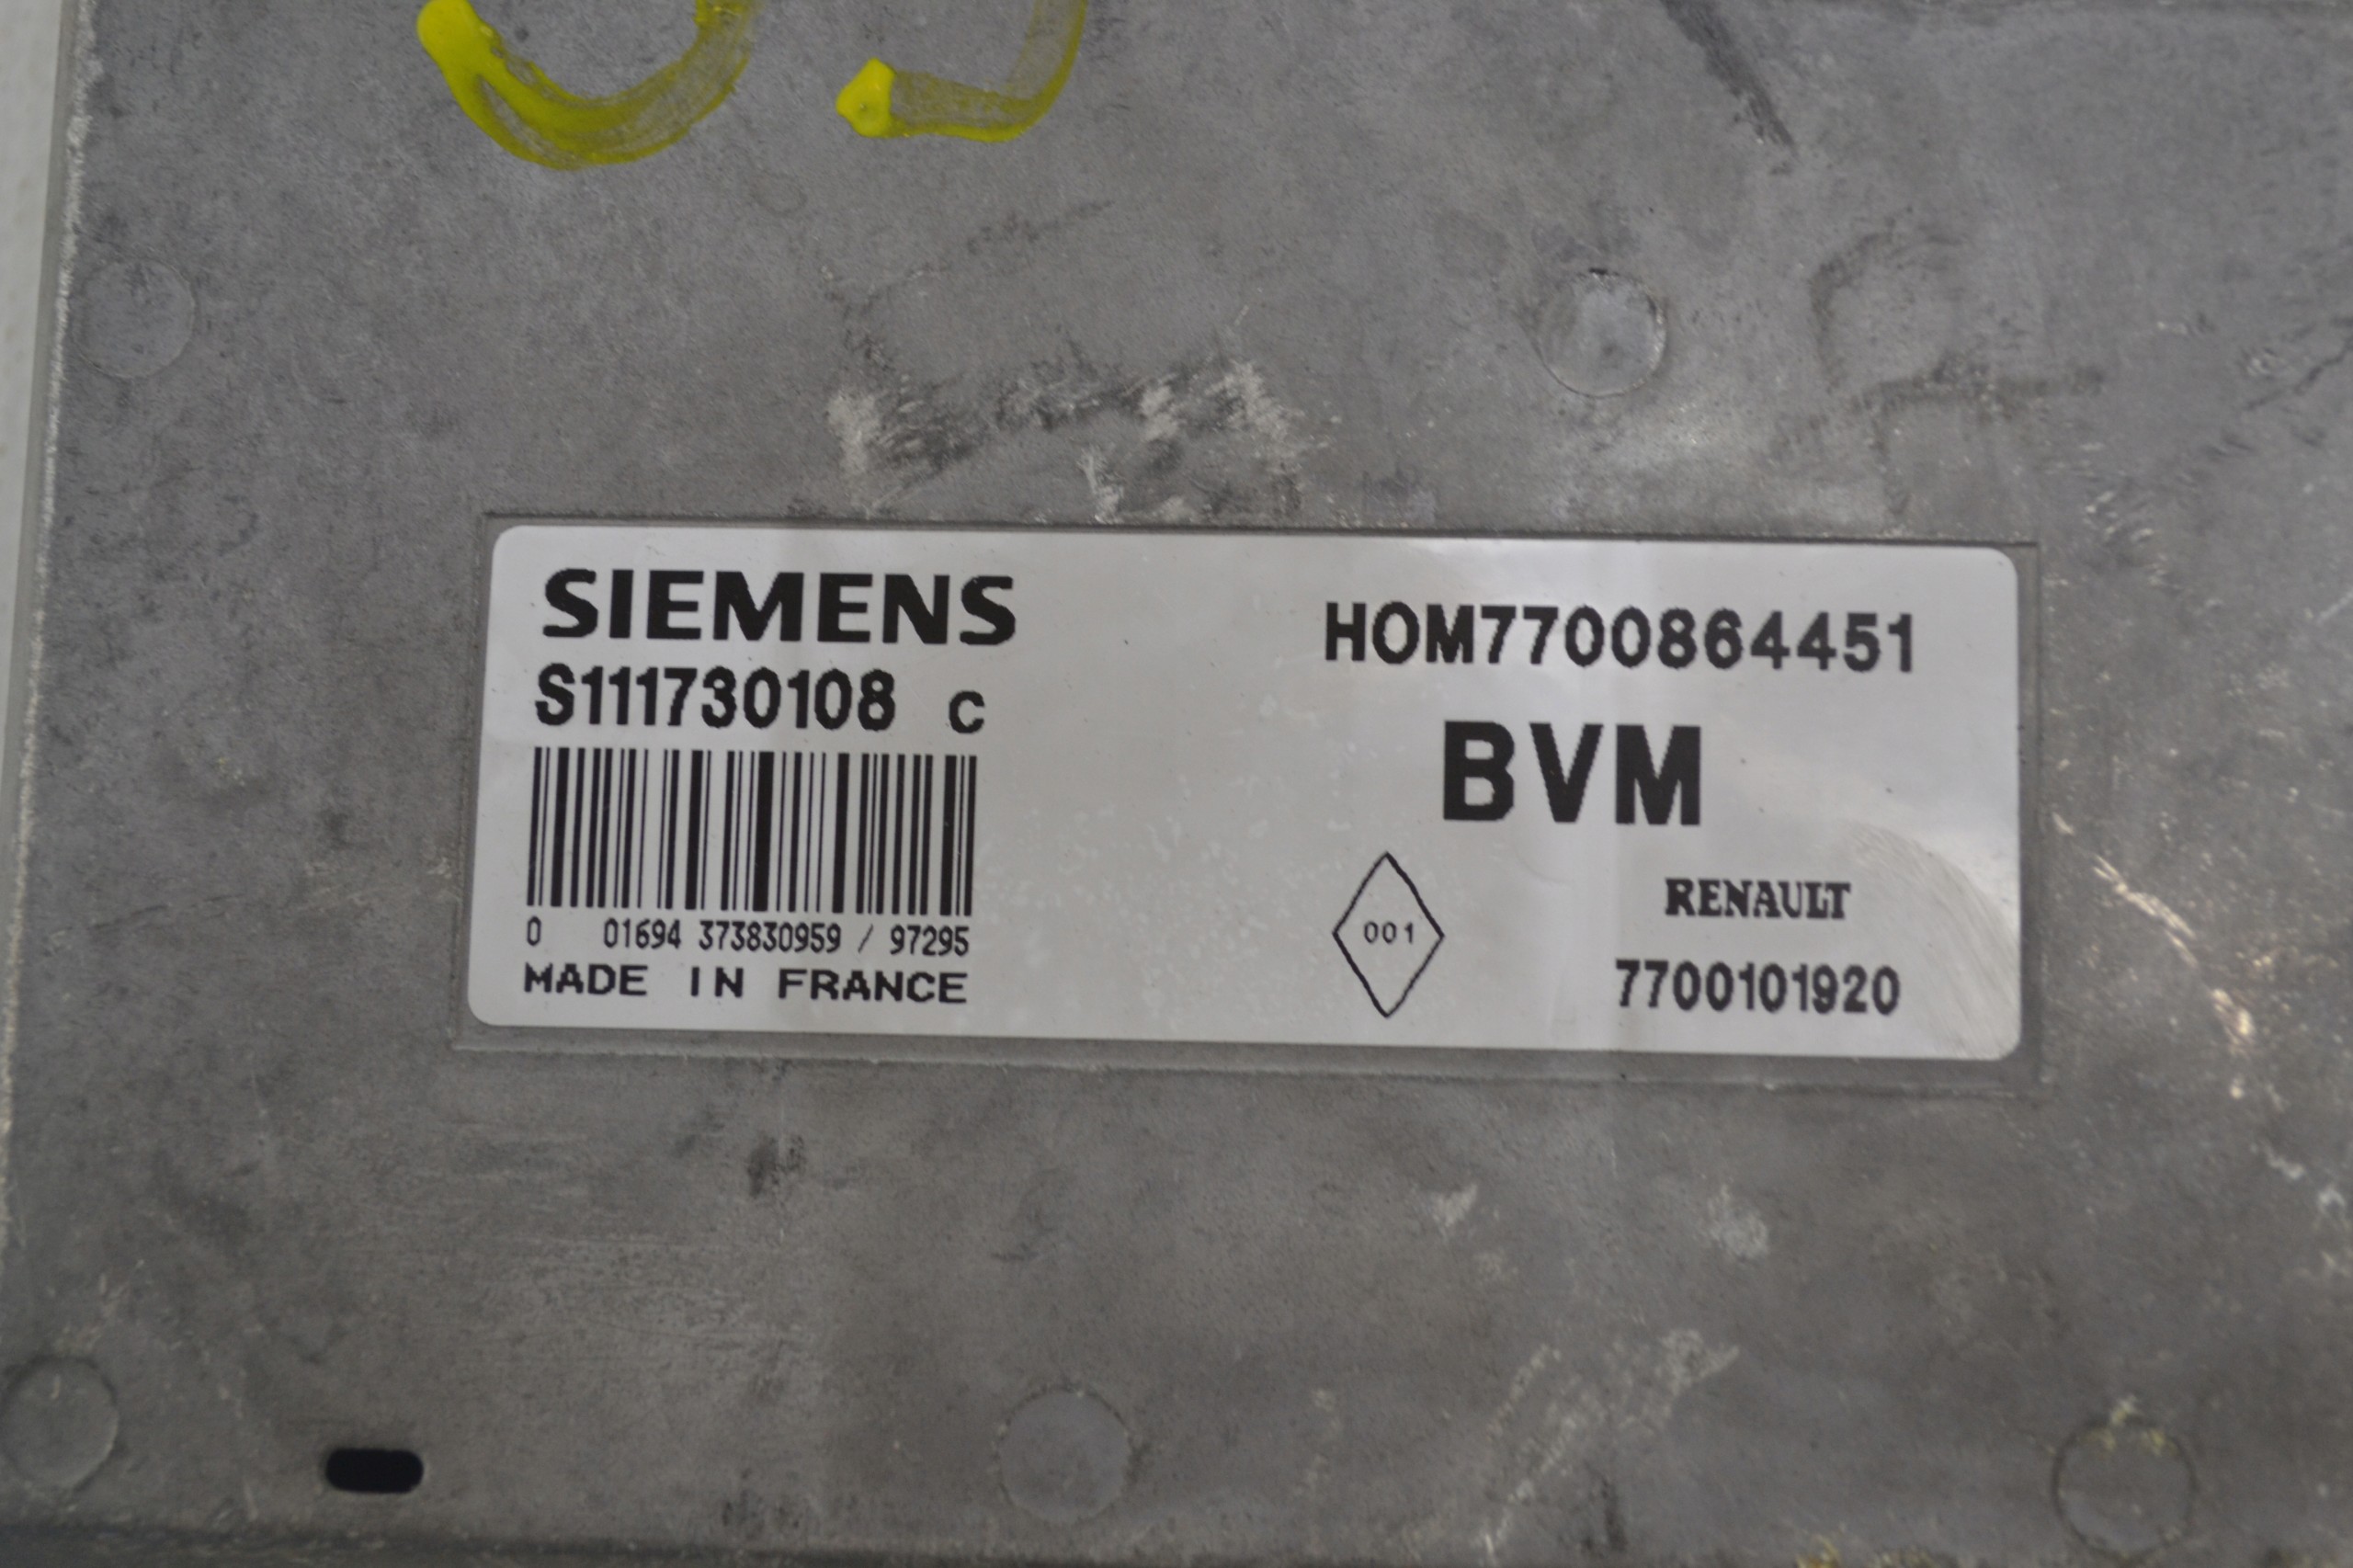 SIEMENS
S111730108 C
0 01694 373830959 / 97295
MADE IN FRANCE
HOM7700864451
BVM
001
RENAULT
7700101920